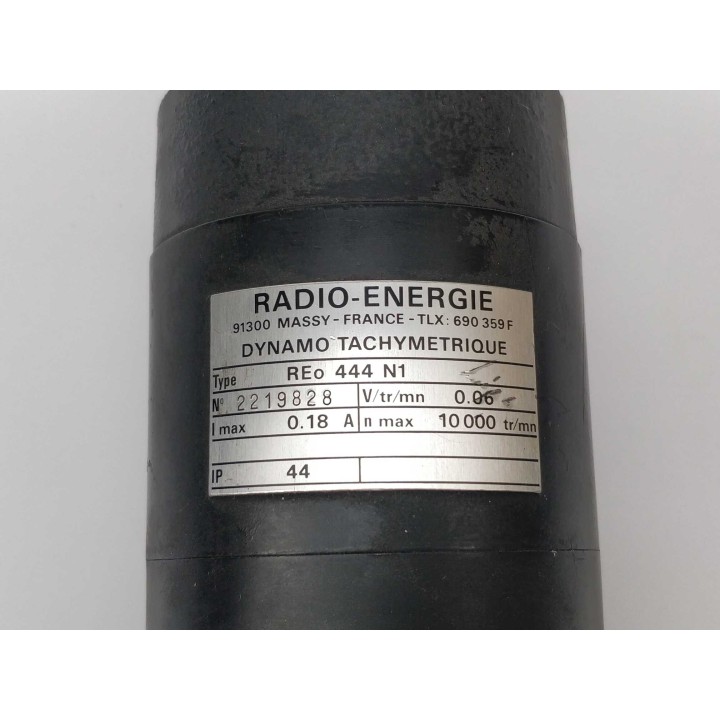 RADIO-ENERGIE
91300 MASSY - FRANCE - TLX: 690 359 F
DYNAMO TACHYMETRIQUE
Type REo 444 N1
N° 2219828 V/tr/mn 0.06
I max 0.18 A n max 10 000 tr/mn
IP 44